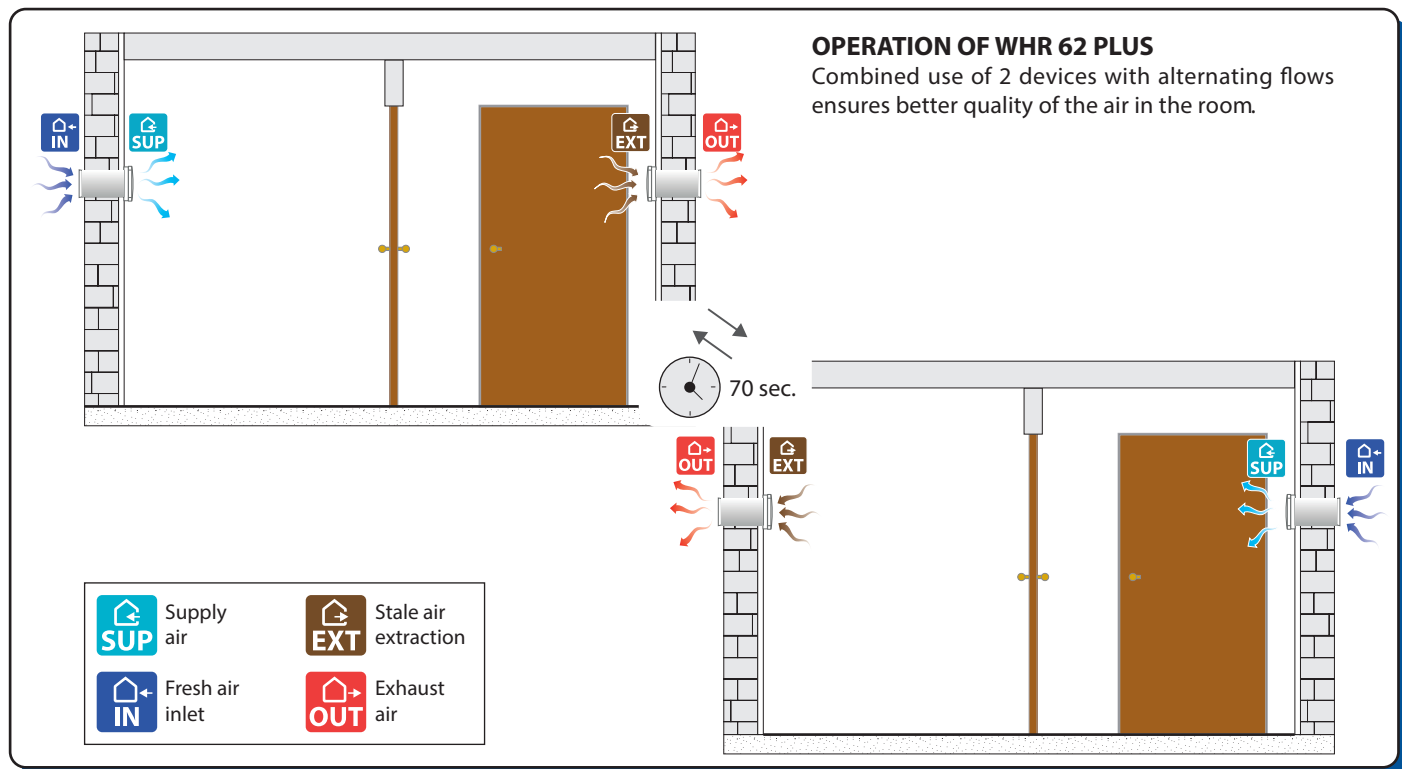 OPERATION OF WHR 62 PLUS
Combined use of 2 devices with alternating flows
ensures better quality of the air in the room.
IN
SUP
EXT
OUT
70 sec.
OUT
EXT
SUP
IN
SUP
Supply
air
EXT
Stale air
extraction
IN
Fresh air
inlet
OUT
Exhaust
air